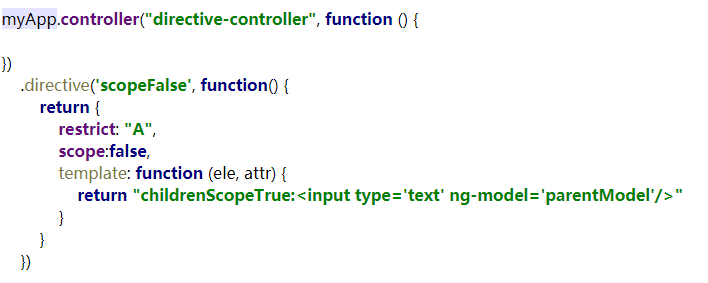 myApp.controller("directive-controller", function () {
})
.directive('scopeFalse', function() {
return {
restrict: "A",
scope:false,
template: function (ele, attr) {
return "childrenScopeTrue:<input type='text' ng-model='parentModel'/>"
}
}
})